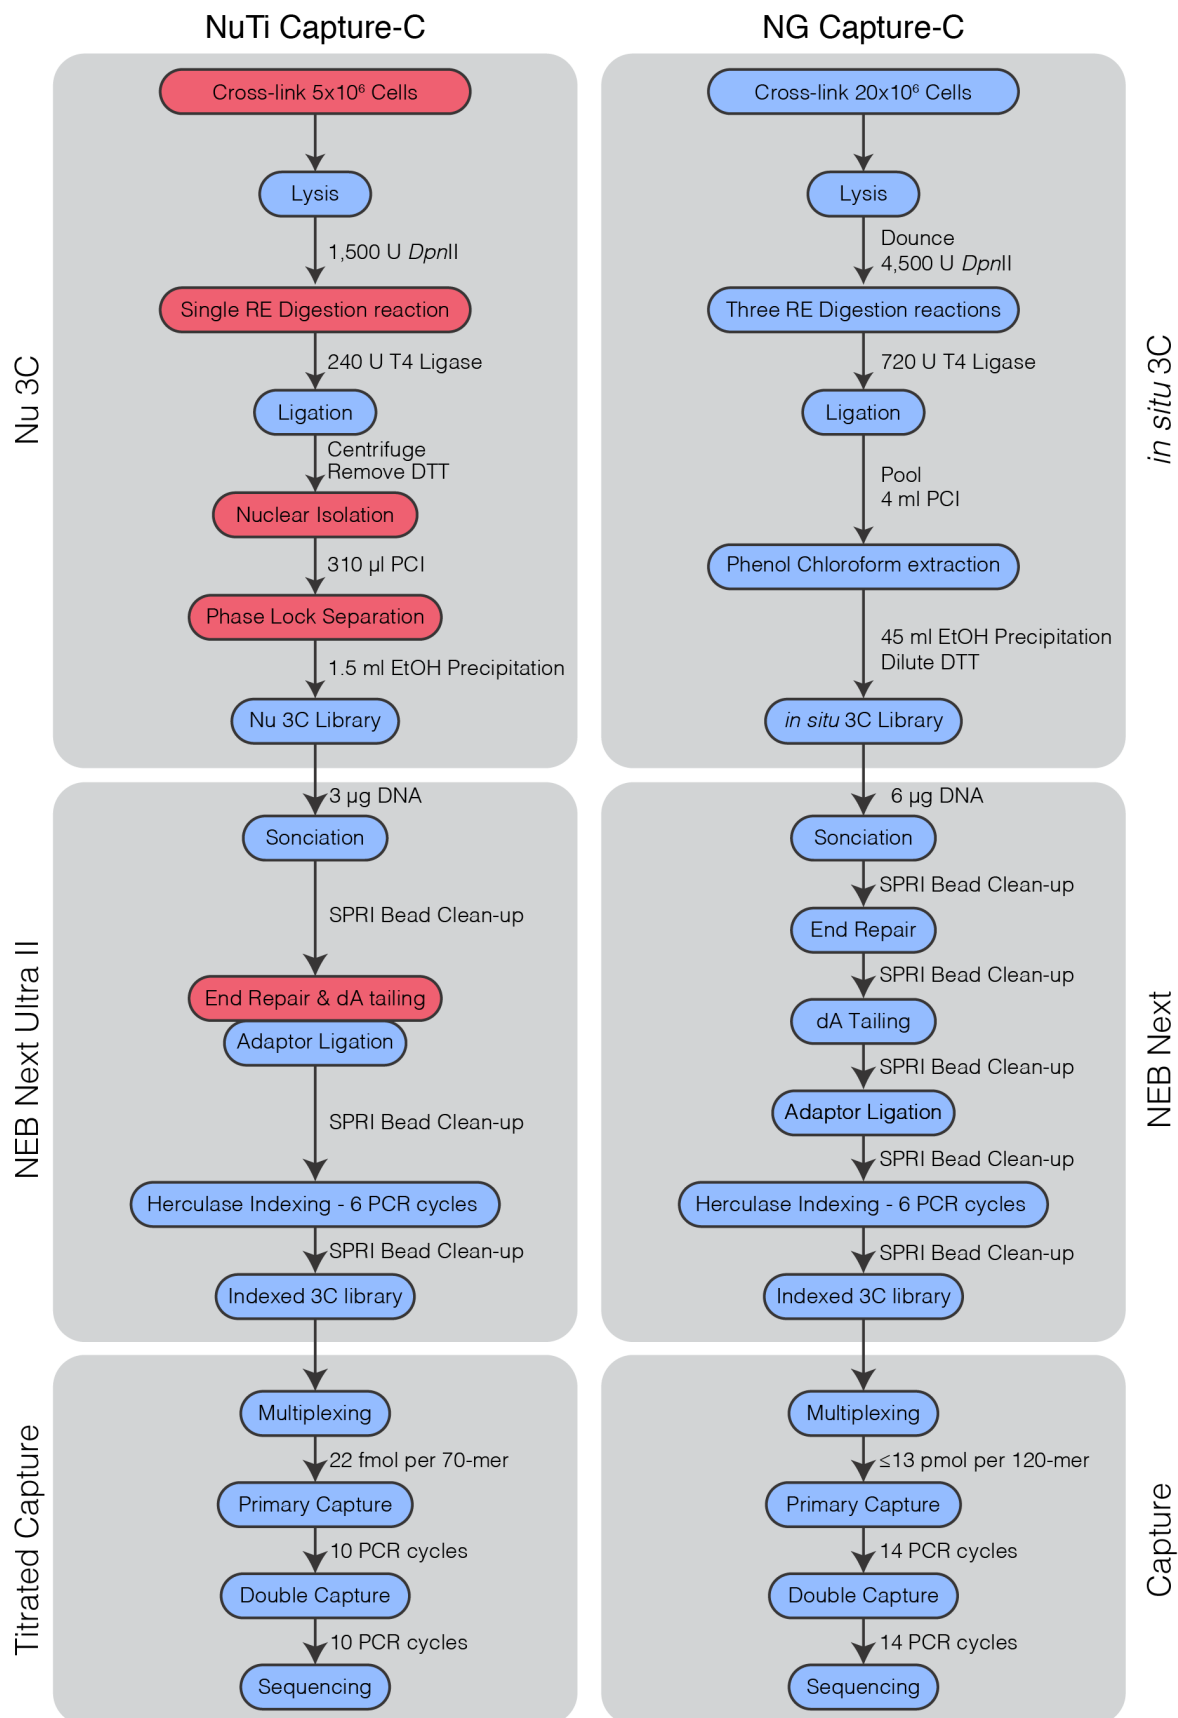 NuTi Capture-C
Nu 3C
Cross-link 5x10⁶ Cells
Lysis
1,500 U DpnII
Single RE Digestion reaction
240 U T4 Ligase
Ligation
Centrifuge
Remove DTT
Nuclear Isolation
310 µl PCI
Phase Lock Separation
1.5 ml EtOH Precipitation
Nu 3C Library
NEB Next Ultra II
3 µg DNA
Sonciation
SPRI Bead Clean-up
End Repair & dA tailing
Adaptor Ligation
SPRI Bead Clean-up
Herculase Indexing - 6 PCR cycles
SPRI Bead Clean-up
Indexed 3C library
Titrated Capture
Multiplexing
22 fmol per 70-mer
Primary Capture
10 PCR cycles
Double Capture
10 PCR cycles
Sequencing
NG Capture-C
in situ 3C
Cross-link 20x10⁶ Cells
Lysis
Dounce
4,500 U DpnII
Three RE Digestion reactions
720 U T4 Ligase
Ligation
Pool
4 ml PCI
Phenol Chloroform extraction
45 ml EtOH Precipitation
Dilute DTT
in situ 3C Library
NEB Next
6 µg DNA
Sonciation
SPRI Bead Clean-up
End Repair
SPRI Bead Clean-up
dA Tailing
SPRI Bead Clean-up
Adaptor Ligation
SPRI Bead Clean-up
Herculase Indexing - 6 PCR cycles
SPRI Bead Clean-up
Indexed 3C library
Capture
Multiplexing
≤13 pmol per 120-mer
Primary Capture
14 PCR cycles
Double Capture
14 PCR cycles
Sequencing